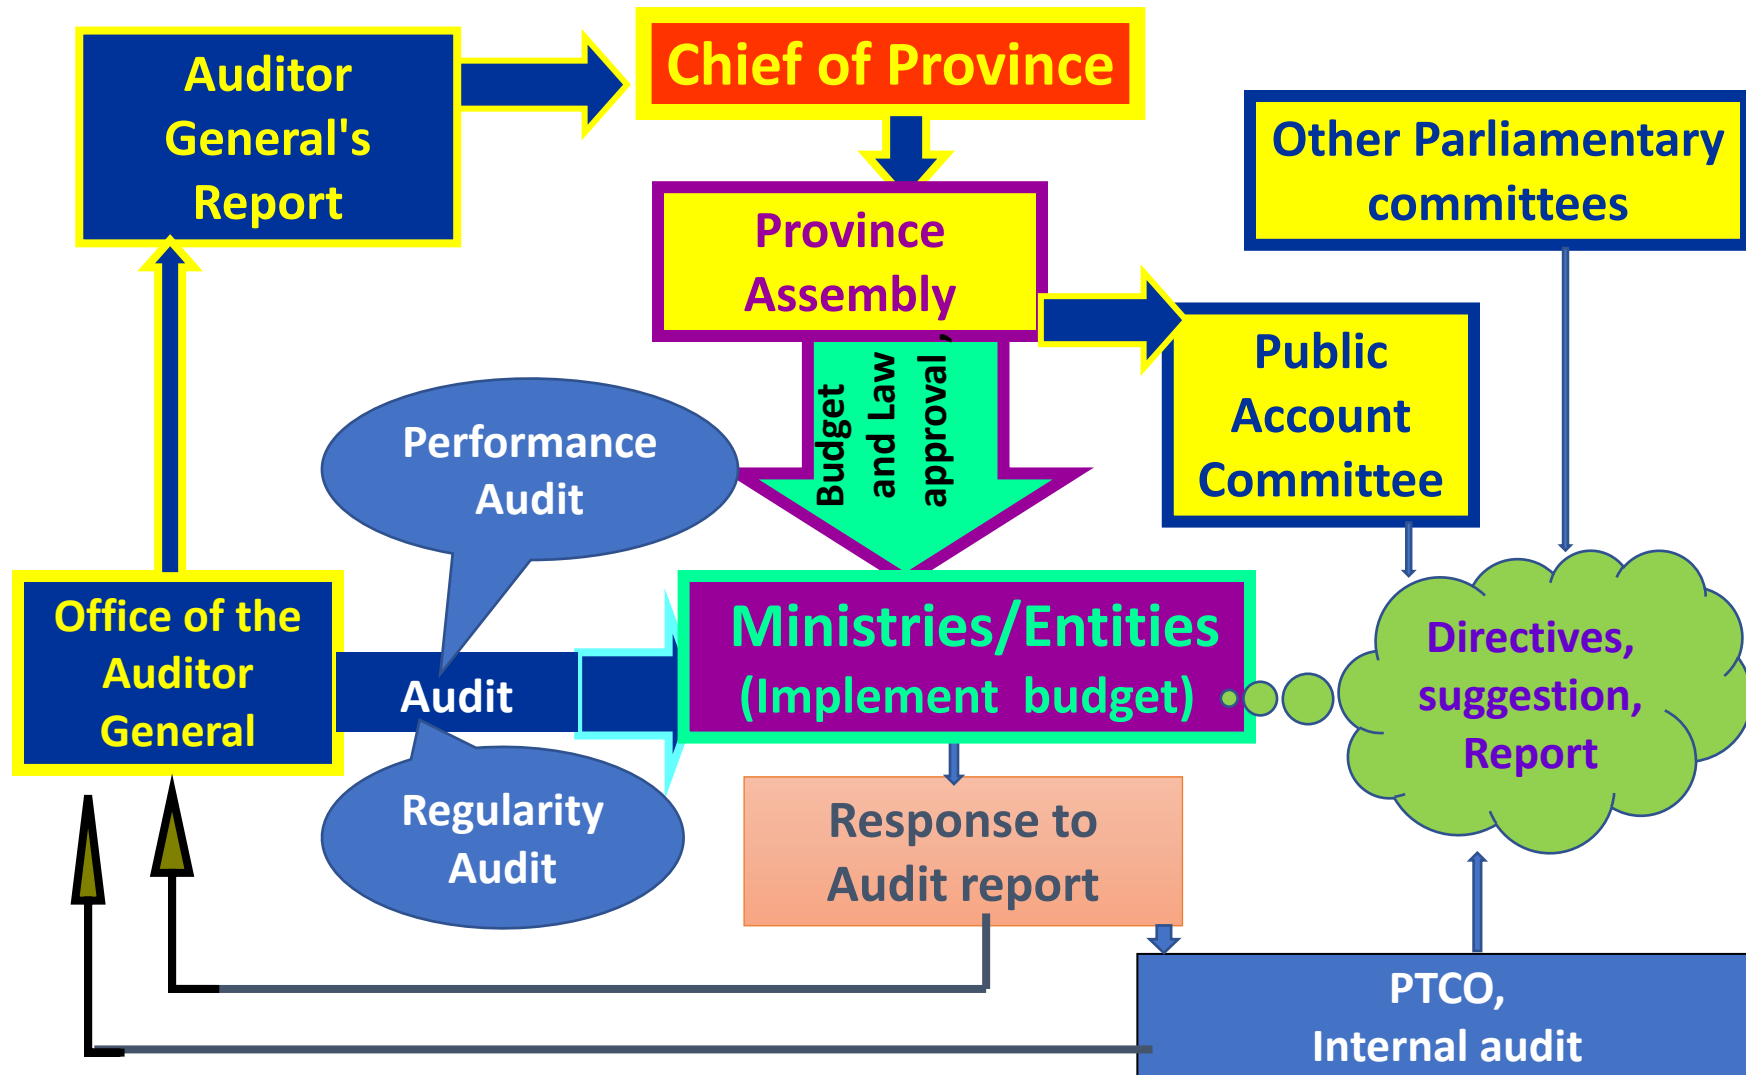 Auditor
General's
Report
Chief of Province
Other Parliamentary
committees
Province
Assembly
Public
Account
Committee
Budget
and Law
approval ,
Performance
Audit
Office of the
Auditor
General
Audit
Ministries/Entities
(Implement budget)
Directives,
suggestion,
Report
Regularity
Audit
Response to
Audit report
PTCO,
Internal audit